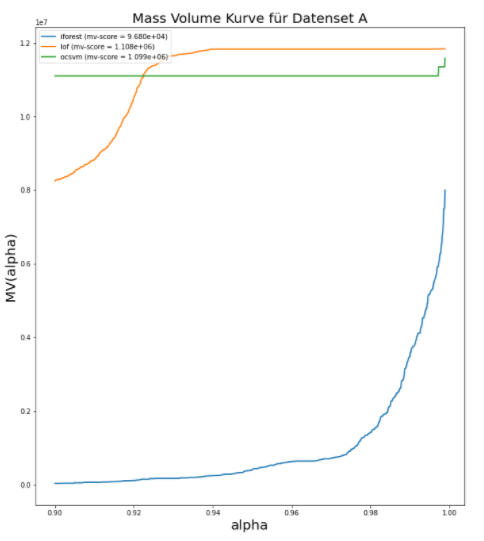 Mass Volume Kurve für Datenset A
1e7
iforest (mv-score = 9.680e+04)
lof (mv-score = 1.108e+06)
ocsvm (mv-score = 1.099e+06)
1.2
1.0
0.8
0.6
0.4
0.2
0.0
MV(alpha)
0.90 0.92 0.94 0.96 0.98 1.00
alpha